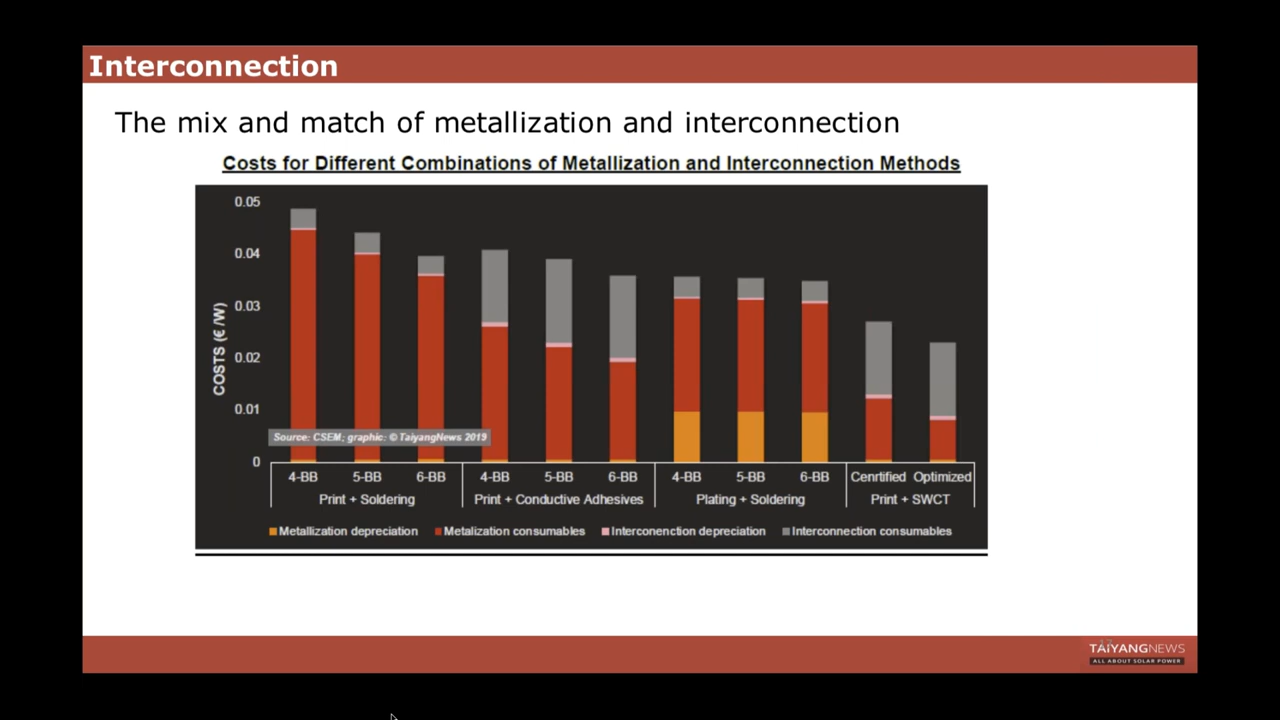 Interconnection
The mix and match of metallization and interconnection
Costs for Different Combinations of Metallization and Interconnection Methods
0.05
0.04
0.03
0.02
0.01
0
COSTS (€ /W)
Source: CSEM; graphic: © TaiyangNews 2019
4-BB 5-BB 6-BB 4-BB 5-BB 6-BB 4-BB 5-BB 6-BB Cenrtified Optimized
Print + Soldering Print + Conductive Adhesives Plating + Soldering Print + SWCT
Metallization depreciation Metalization consumables Interconenction depreciation Interconnection consumables
TAIYANGNEWS
ALL ABOUT SOLAR POWER